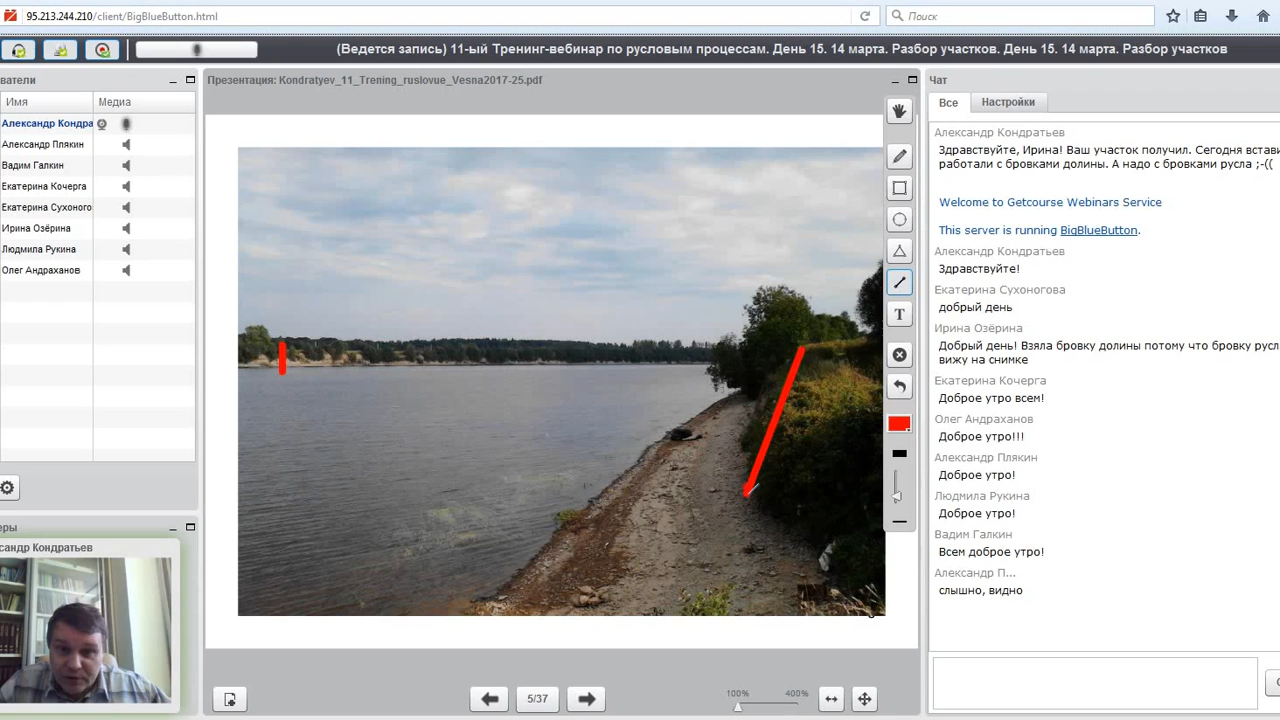 95.213.244.210/client/BigBlueButton.html
Поиск
(Ведется запись) 11-ый Тренинг-вебинар по русловым процессам. День 15. 14 марта. Разбор участков. День 15. 14 марта. Разбор участков
ватели
Имя
Медиа
Александр Кондра
Александр Плякин
Вадим Галкин
Екатерина Кочерга
Екатерина Сухоного
Ирина Озёрина
Людмила Рукина
Олег Андраханов
еры
сандр Кондратьев
Презентация: Kondratyev_11_Trening_ruslovue_Vesna2017-25.pdf
T
5/37
100%
400%
Чат
Все
Настройки
Александр Кондратьев
Здравствуйте, Ирина! Ваш участок получил. Сегодня встави
работали с бровками долины. А надо с бровками русла ;-((
Welcome to Getcourse Webinars Service
This server is running BigBlueButton.
Александр Кондратьев
Здравствуйте!
Екатерина Сухоногова
добрый день
Ирина Озёрина
Добрый день! Взяла бровку долины потому что бровку русл
вижу на снимке
Екатерина Кочерга
Доброе утро всем!
Олег Андраханов
Доброе утро!!!
Александр Плякин
Доброе утро!
Людмила Рукина
Доброе утро!
Вадим Галкин
Всем доброе утро!
Александр П...
слышно, видно